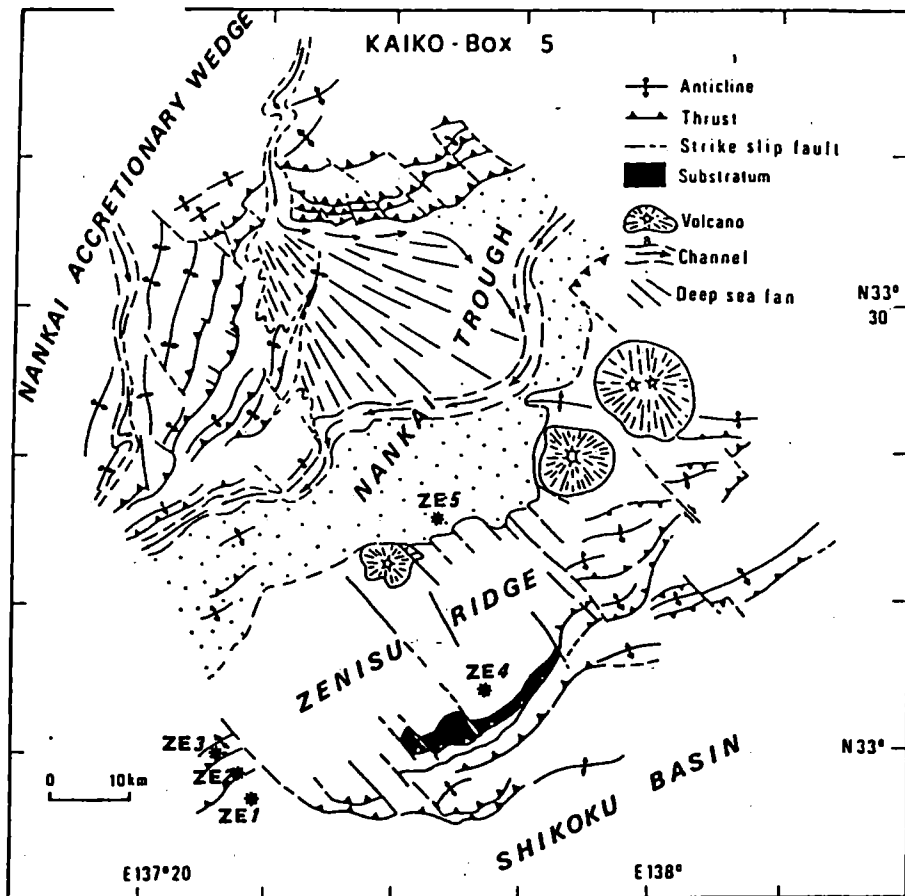 KAIKO - Box 5
NANKAI ACCRETIONARY WEDGE
Anticline
Thrust
Strike slip fault
Substratum
Volcano
Channel
Deep sea fan
N33°
30
NANKAI TROUGH
ZE5
ZENISU RIDGE
ZE4
ZE3
ZE2
ZE1
N33°
0 10km
SHIKOKU BASIN
E137°20
E138°